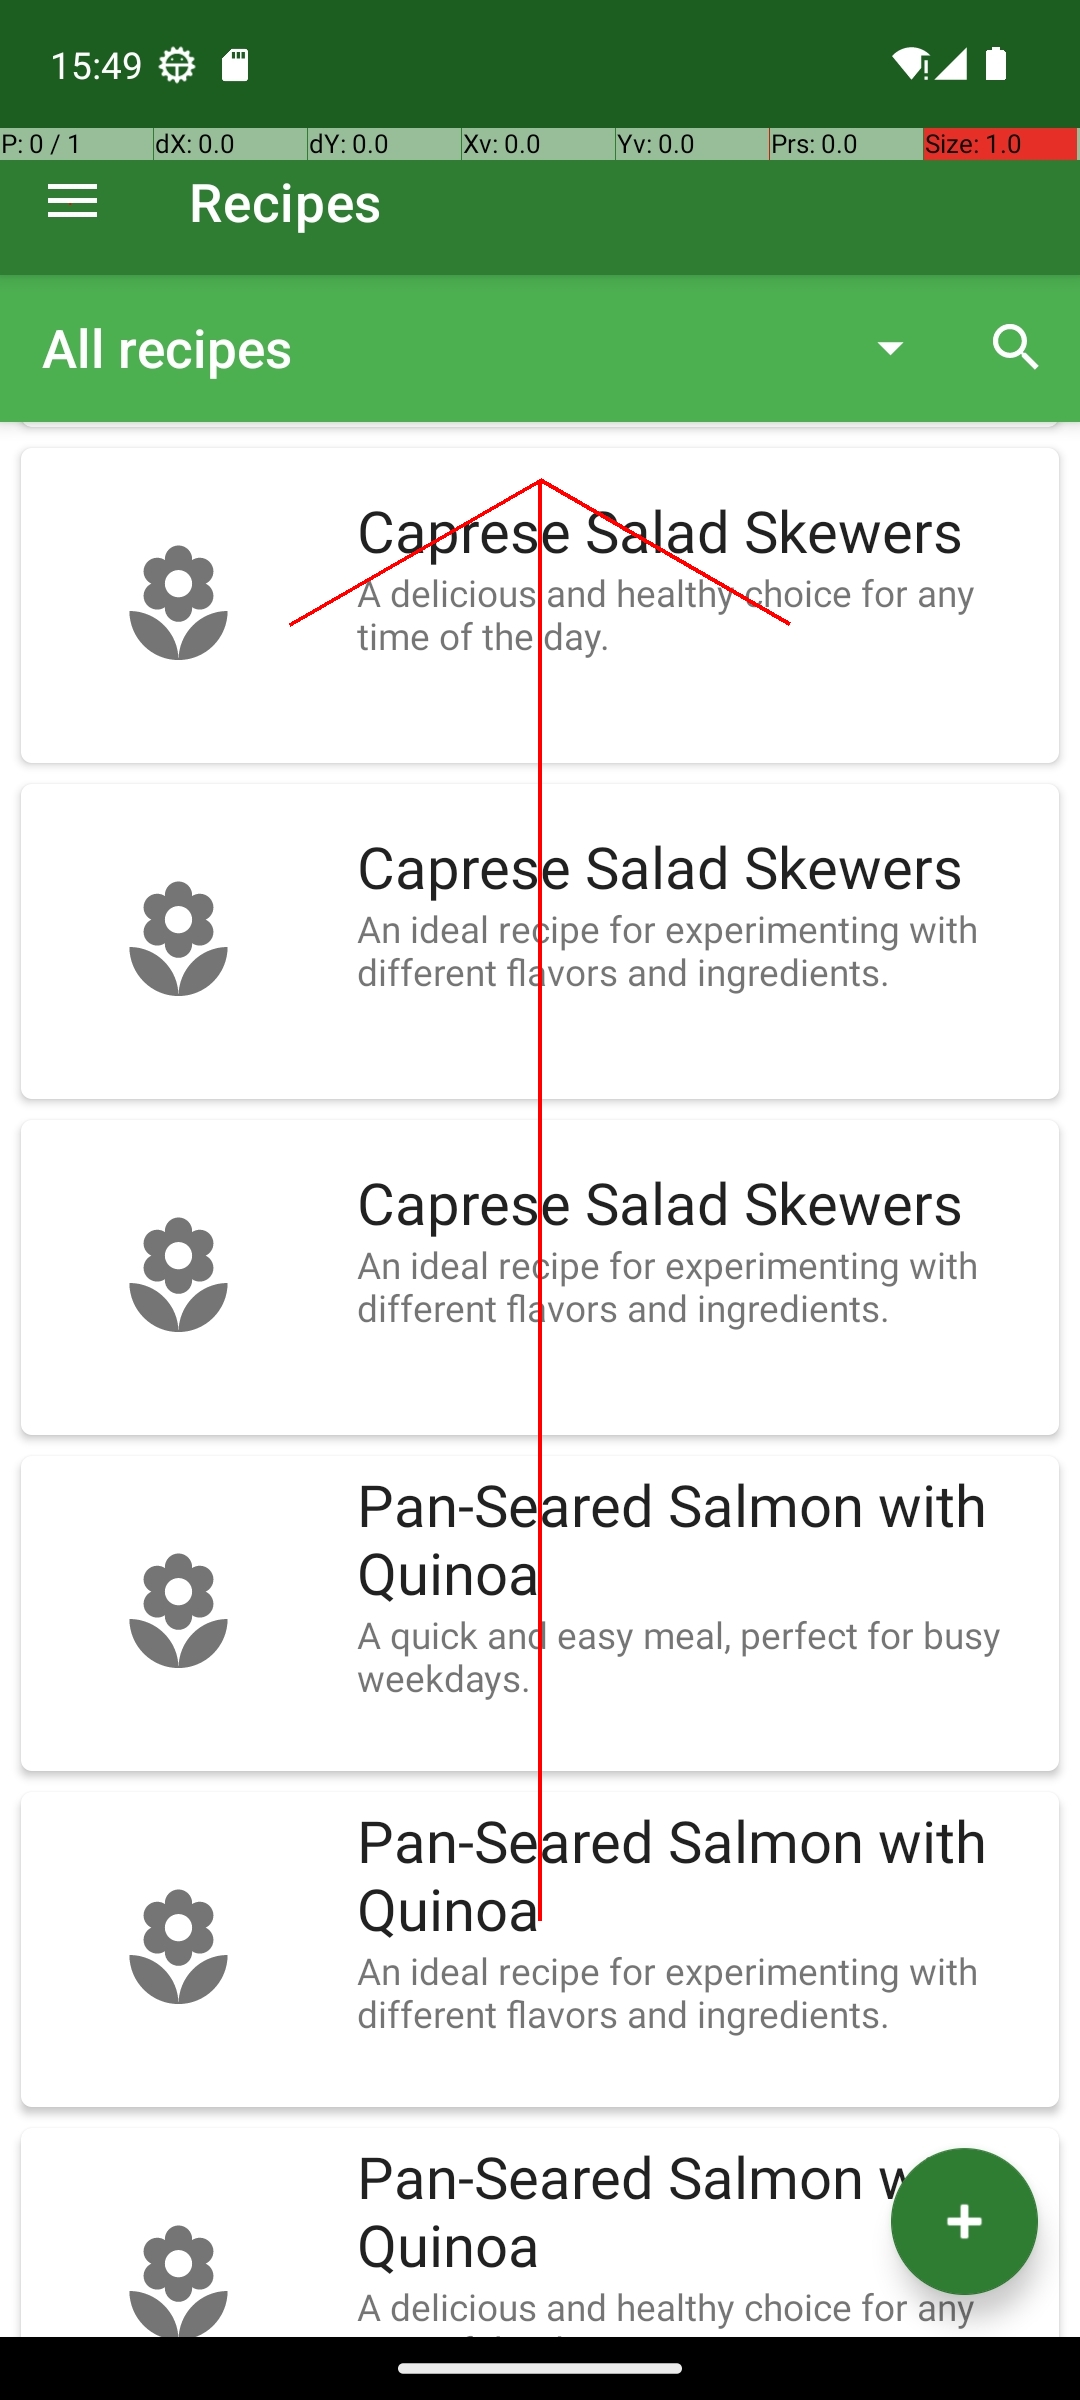 15:49
P: 0 / 1 dX: 0.0 dY: 0.0 Xv: 0.0 Yv: 0.0 Prs: 0.0 Size: 1.0
Recipes
All recipes
Caprese Salad Skewers
A delicious and healthy choice for any
time of the day.
Caprese Salad Skewers
An ideal recipe for experimenting with
different flavors and ingredients.
Caprese Salad Skewers
An ideal recipe for experimenting with
different flavors and ingredients.
Pan-Seared Salmon with
Quinoa
A quick and easy meal, perfect for busy
weekdays.
Pan-Seared Salmon with
Quinoa
An ideal recipe for experimenting with
different flavors and ingredients.
Pan-Seared Salmon
Quinoa
A delicious and healthy choice for any